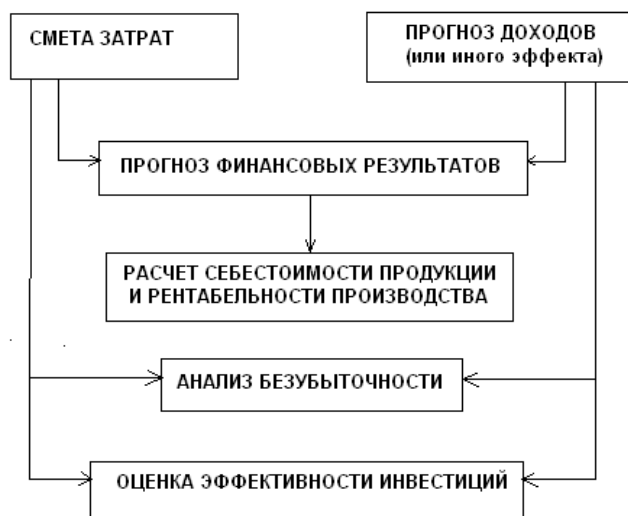 СМЕТА ЗАТРАТ
ПРОГНОЗ ДОХОДОВ
(или иного эффекта)
ПРОГНОЗ ФИНАНСОВЫХ РЕЗУЛЬТАТОВ
РАСЧЕТ СЕБЕСТОИМОСТИ ПРОДУКЦИИ
И РЕНТАБЕЛЬНОСТИ ПРОИЗВОДСТВА
АНАЛИЗ БЕЗУБЫТОЧНОСТИ
ОЦЕНКА ЭФФЕКТИВНОСТИ ИНВЕСТИЦИЙ